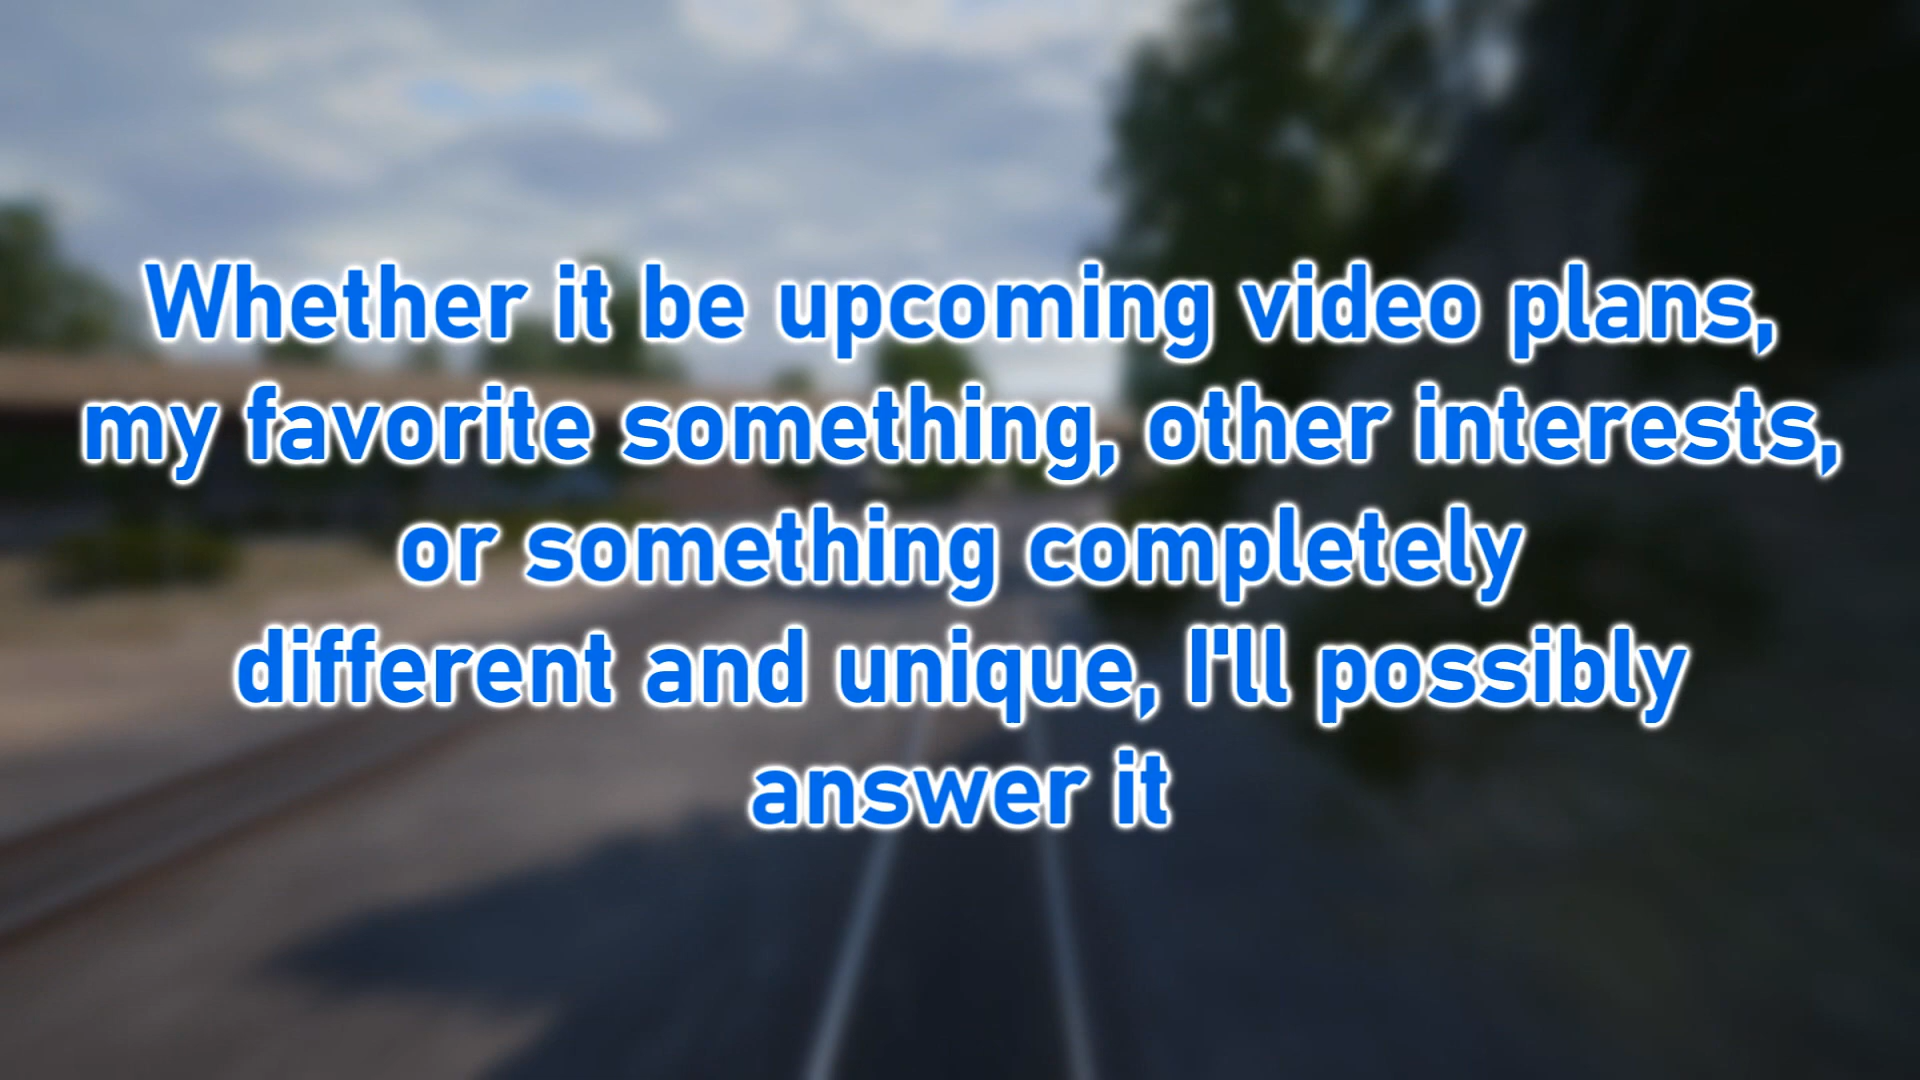 Whether it be upcoming video plans,
my favorite something, other interests,
or something completely
different and unique, I'll possibly
answer it